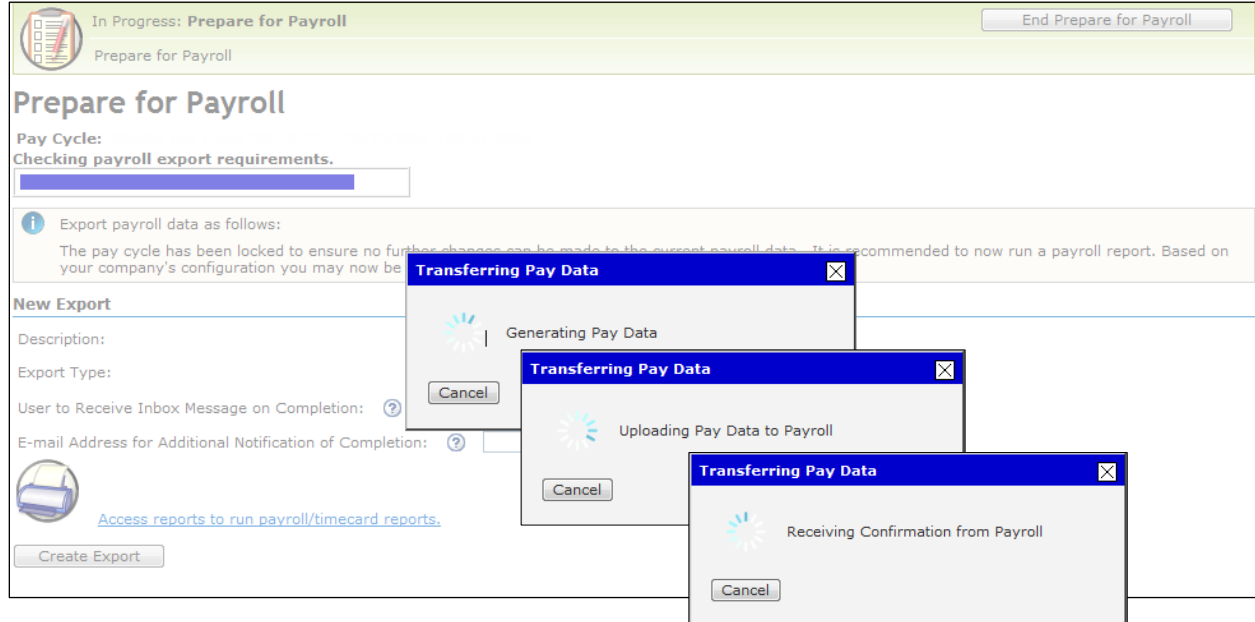 In Progress: Prepare for Payroll
End Prepare for Payroll
Prepare for Payroll
Prepare for Payroll
Pay Cycle:
Checking payroll export requirements.
Export payroll data as follows:
The pay cycle has been locked to ensure no further changes can be made to the current payroll data. It is recommended to now run a payroll report. Based on
your company's configuration you may now be
New Export
Description:
Export Type:
User to Receive Inbox Message on Completion:
E-mail Address for Additional Notification of Completion:
Access reports to run payroll/timecard reports.
Create Export
Transferring Pay Data
Generating Pay Data
Cancel
Transferring Pay Data
Uploading Pay Data to Payroll
Cancel
Transferring Pay Data
Receiving Confirmation from Payroll
Cancel